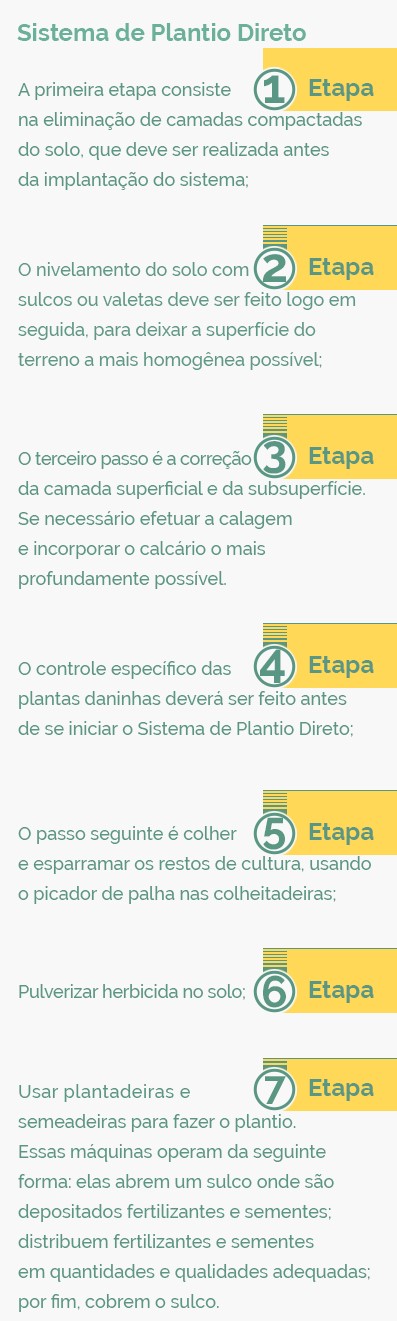 Sistema de Plantio Direto
1 Etapa
A primeira etapa consiste
na eliminação de camadas compactadas
do solo, que deve ser realizada antes
da implantação do sistema;
2 Etapa
O nivelamento do solo com
sulcos ou valetas deve ser feito logo em
seguida, para deixar a superfície do
terreno a mais homogênea possível;
3 Etapa
O terceiro passo é a correção
da camada superficial e da subsuperfície.
Se necessário efetuar a calagem
e incorporar o calcário o mais
profundamente possível.
4 Etapa
O controle específico das
plantas daninhas deverá ser feito antes
de se iniciar o Sistema de Plantio Direto;
5 Etapa
O passo seguinte é colher
e esparramar os restos de cultura, usando
o picador de palha nas colheitadeiras;
6 Etapa
Pulverizar herbicida no solo;
7 Etapa
Usar plantadeiras e
semeadeiras para fazer o plantio.
Essas máquinas operam da seguinte
forma: elas abrem um sulco onde são
depositados fertilizantes e sementes;
distribuem fertilizantes e sementes
em quantidades e qualidades adequadas;
por fim, cobrem o sulco.